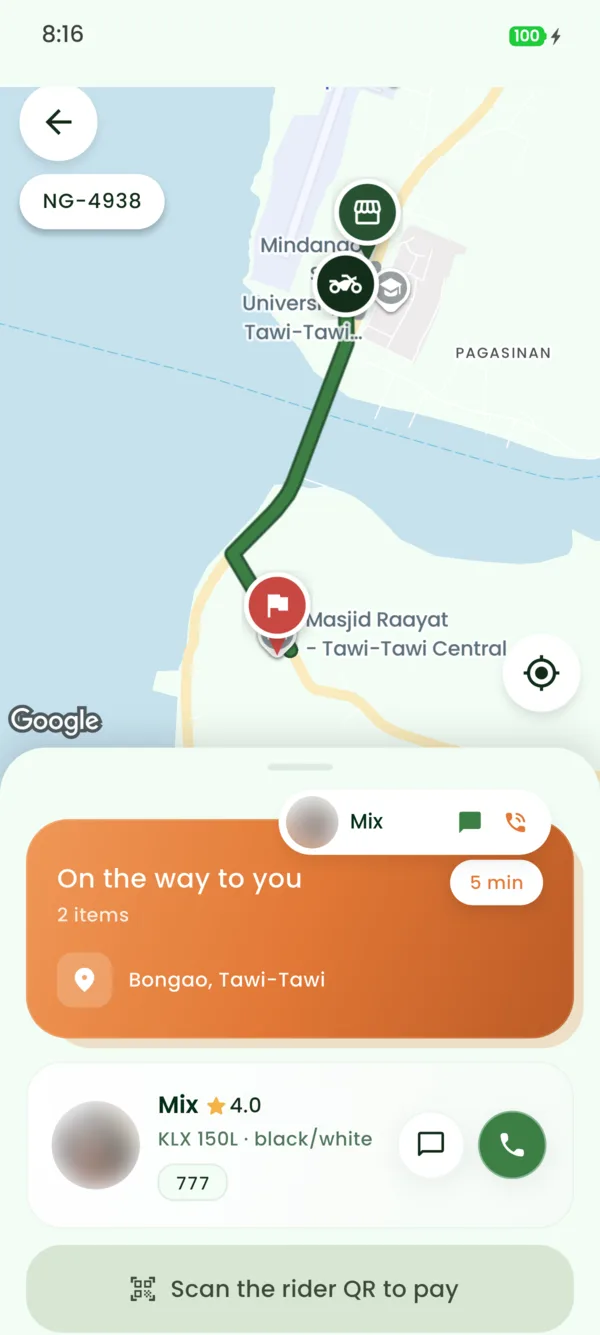 8:16
100
NG-4938
Mindanao
S
Universi
Tawi-Tawi...
PAGASINAN
Masjid Raayat
- Tawi-Tawi Central
Google
Mix
On the way to you
5 min
2 items
Bongao, Tawi-Tawi
Mix 4.0
KLX 150L · black/white
777
Scan the rider QR to pay